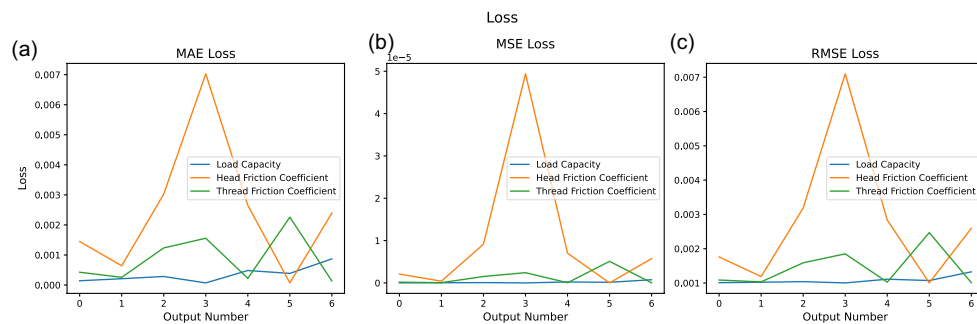 Loss
(a)
MAE Loss
0.007
0.006
0.005
0.004
0.003
0.002
0.001
0.000
Loss
Load Capacity
Head Friction Coefficient
Thread Friction Coefficient
0 1 2 3 4 5 6
Output Number
(b)
MSE Loss
1e−5
5
4
3
2
1
0
Load Capacity
Head Friction Coefficient
Thread Friction Coefficient
0 1 2 3 4 5 6
Output Number
(c)
RMSE Loss
0.007
0.006
0.005
0.004
0.003
0.002
0.001
Load Capacity
Head Friction Coefficient
Thread Friction Coefficient
0 1 2 3 4 5 6
Output Number